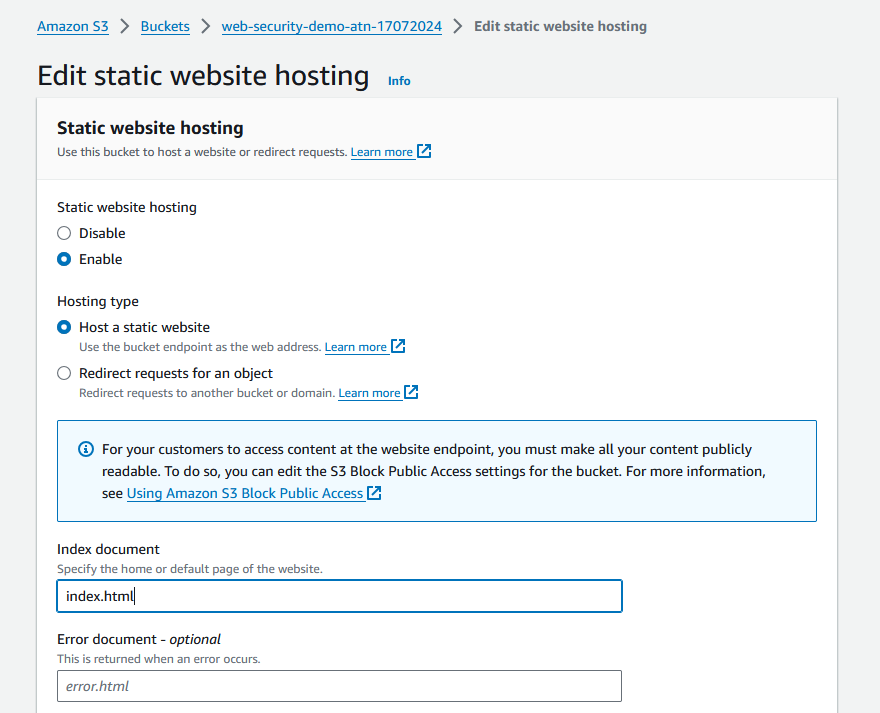 Amazon S3 > Buckets > web-security-demo-atn-17072024 > Edit static website hosting
Edit static website hosting Info
Static website hosting
Use this bucket to host a website or redirect requests. Learn more
Static website hosting
Disable
Enable
Hosting type
Host a static website
Use the bucket endpoint as the web address. Learn more
Redirect requests for an object
Redirect requests to another bucket or domain. Learn more
For your customers to access content at the website endpoint, you must make all your content publicly
readable. To do so, you can edit the S3 Block Public Access settings for the bucket. For more information,
see Using Amazon S3 Block Public Access
Index document
Specify the home or default page of the website.
index.html
Error document - optional
This is returned when an error occurs.
error.html